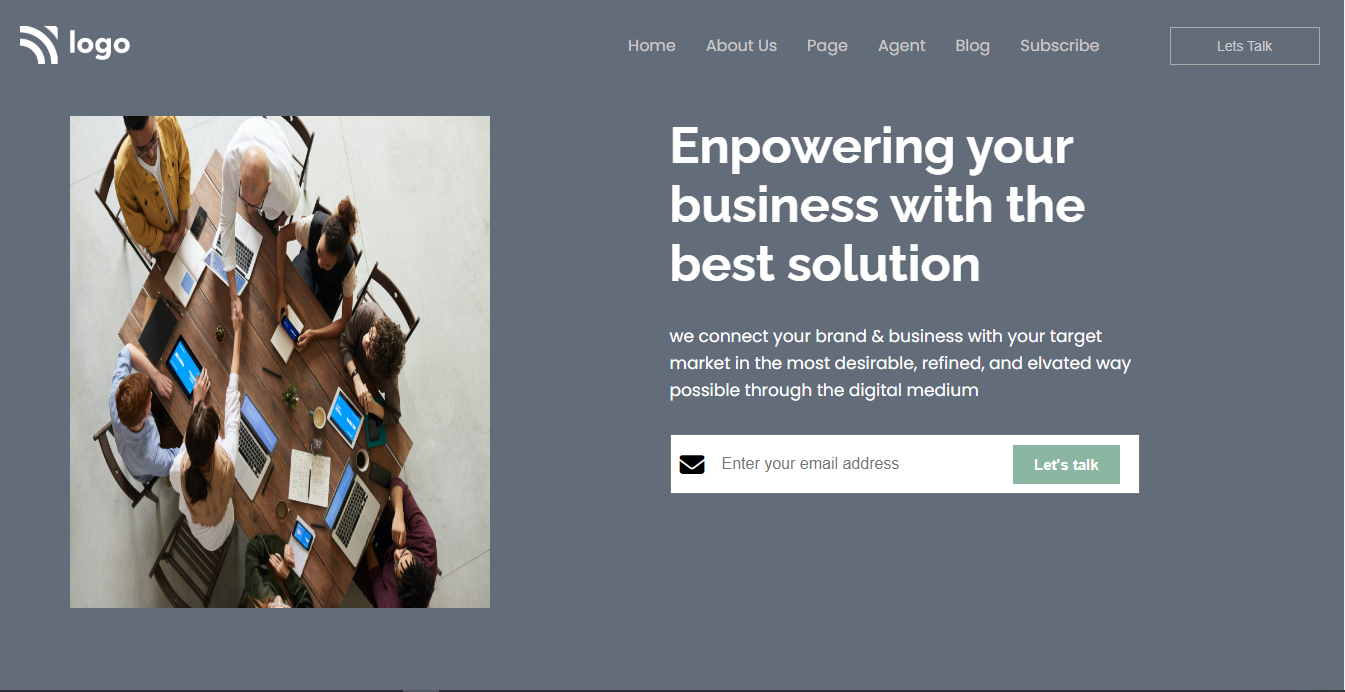 logo
Home
About Us
Page
Agent
Blog
Subscribe
Lets Talk
Enpowering your
business with the
best solution
we connect your brand & business with your target
market in the most desirable, refined, and elvated way
possible through the digital medium
Enter your email address
Let's talk